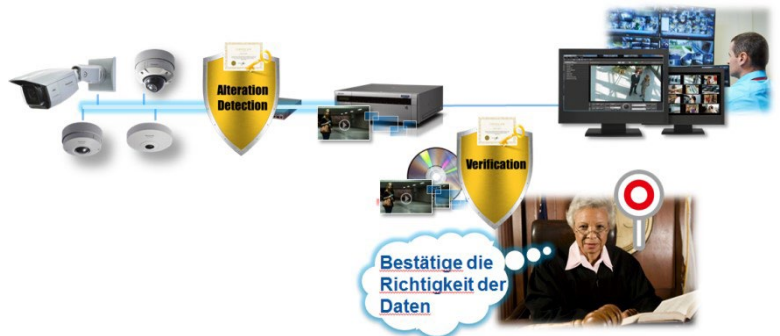 Alteration
Detection
Verification
Bestätige die
Richtigkeit der
Daten